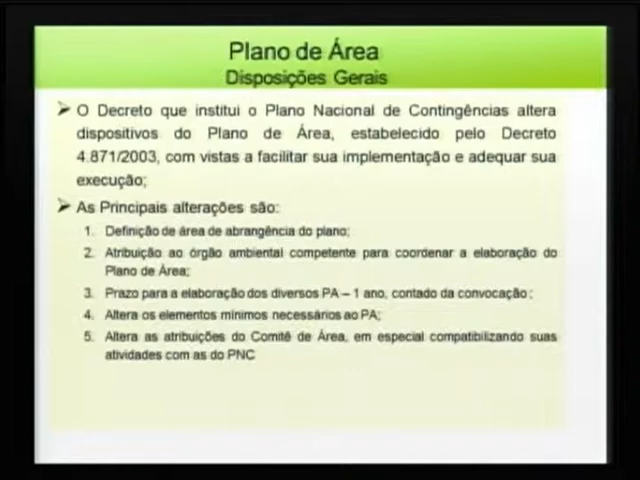 Plano de Área
Disposições Gerais
➢ O Decreto que institui o Plano Nacional de Contingências altera
dispositivos do Plano de Área, estabelecido pelo Decreto
4.871/2003, com vistas a facilitar sua implementação e adequar sua
execução;
➢ As Principais alterações são:
1. Definição de área de abrangência do plano;
2. Atribuição ao órgão ambiental competente para coordenar a elaboração do
Plano de Área;
3. Prazo para a elaboração dos diversos PA – 1 ano, contado da convocação ;
4. Altera os elementos mínimos necessários ao PA;
5. Altera as atribuições do Comitê de Área, em especial compatibilizando suas
atividades com as do PNC